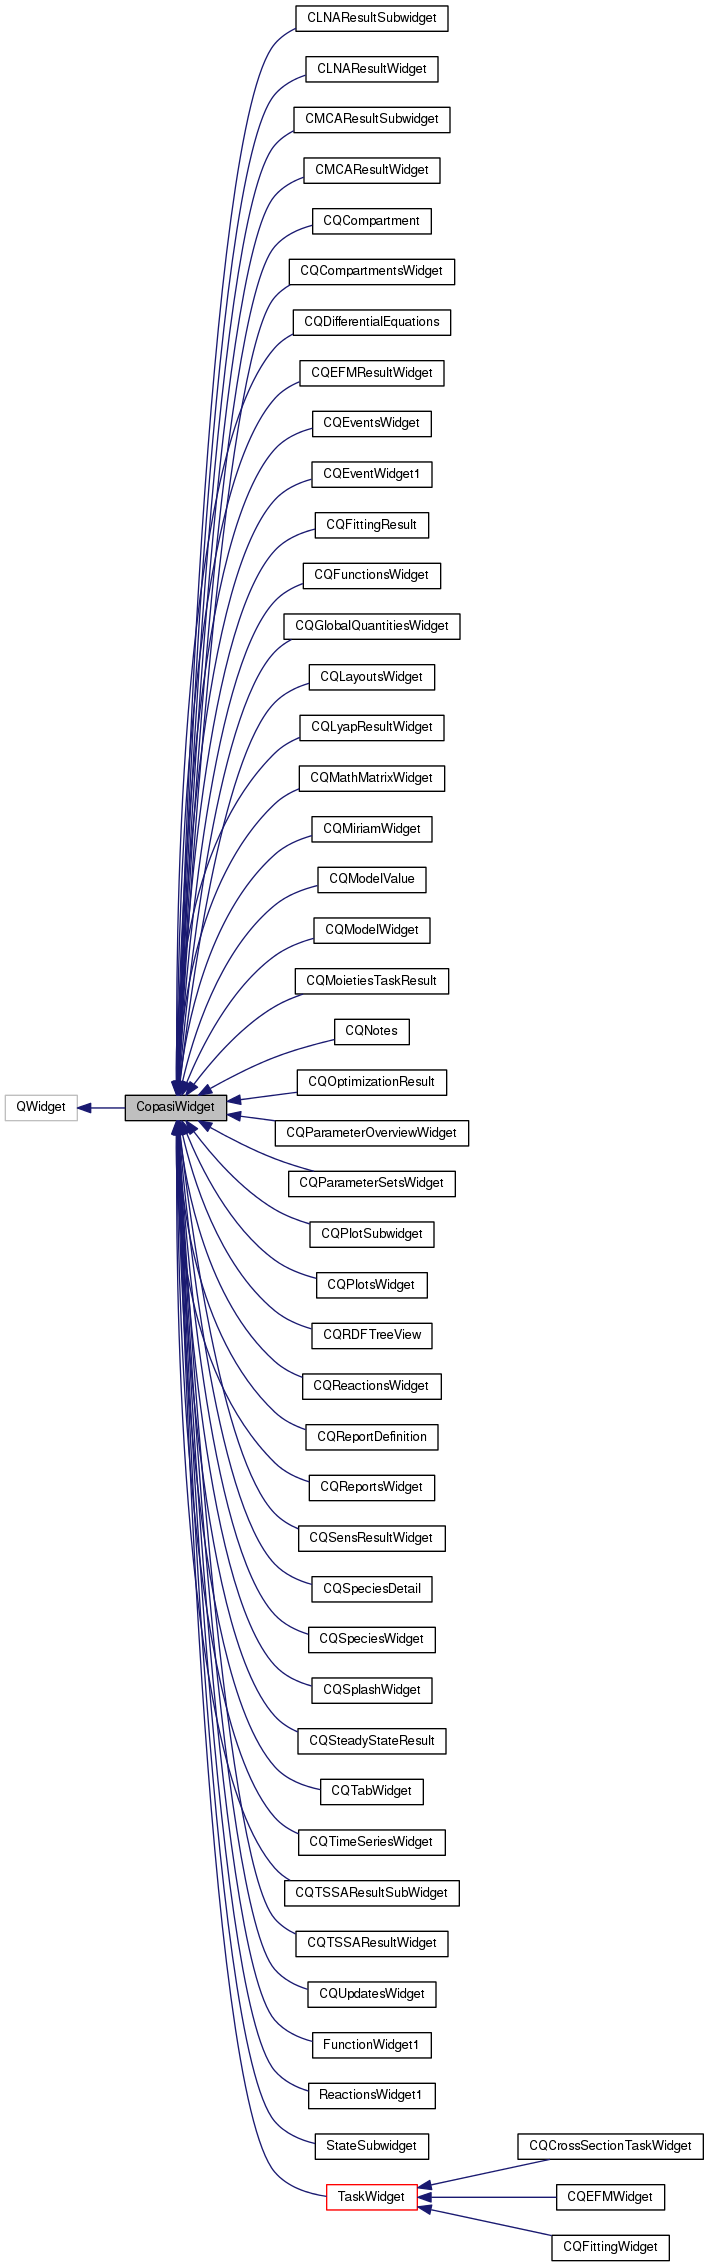 CLNAResultSubwidget
CLNAResultWidget
CMCAResultSubwidget
CMCAResultWidget
CQCompartment
CQCompartmentsWidget
CQDifferentialEquations
CQEFMResultWidget
CQEventsWidget
CQEventWidget1
CQFittingResult
CQFunctionsWidget
CQGlobalQuantitiesWidget
CQLayoutsWidget
CQLyapResultWidget
CQMathMatrixWidget
CQMiriamWidget
CQModelValue
CQModelWidget
CQMoietiesTaskResult
CQNotes
CQOptimizationResult
QWidget
CopasiWidget
CQParameterOverviewWidget
CQParameterSetsWidget
CQPlotSubwidget
CQPlotsWidget
CQRDFTreeView
CQReactionsWidget
CQReportDefinition
CQReportsWidget
CQSensResultWidget
CQSpeciesDetail
CQSpeciesWidget
CQSplashWidget
CQSteadyStateResult
CQTabWidget
CQTimeSeriesWidget
CQTSSAResultSubWidget
CQTSSAResultWidget
CQUpdatesWidget
FunctionWidget1
ReactionsWidget1
StateSubwidget
TaskWidget
CQCrossSectionTaskWidget
CQEFMWidget
CQFittingWidget